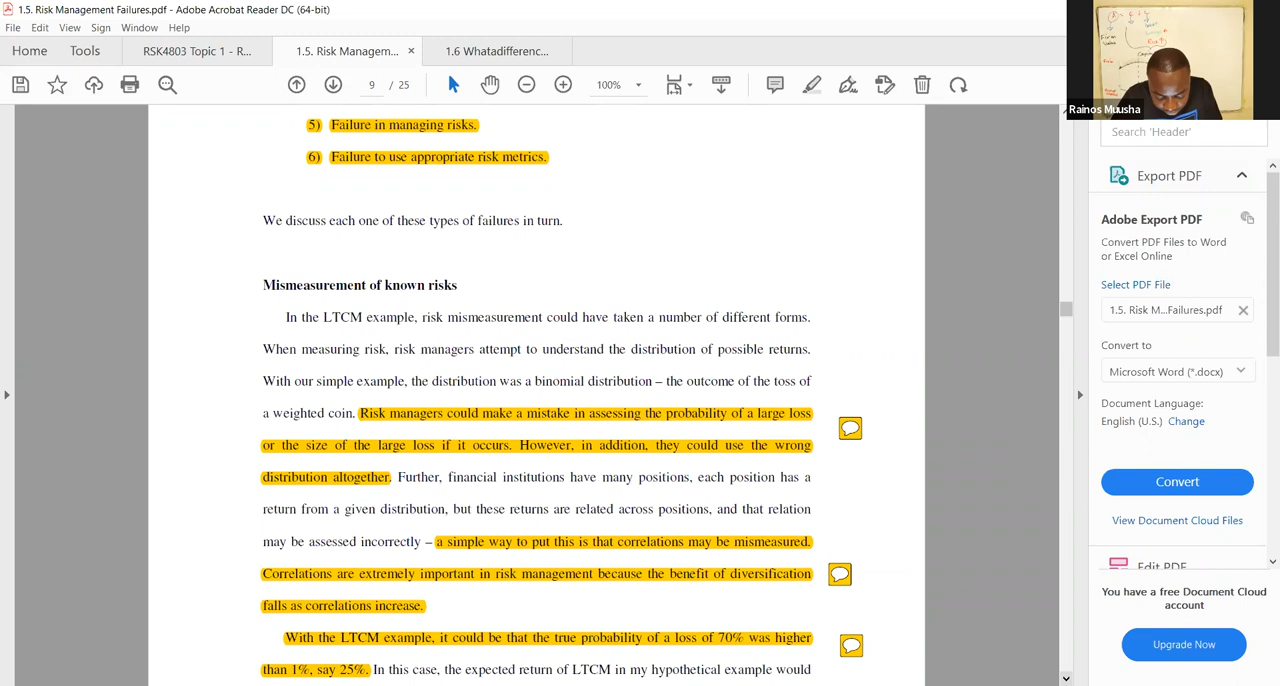 1.5. Risk Management Failures.pdf - Adobe Acrobat Reader DC (64-bit)
File Edit View Sign Window Help
Home Tools RSK4803 Topic 1 - R... 1.5. Risk Managem... × 1.6 Whatadifferenc...
9 / 25 100%
Rainos Muusha
5) Failure in managing risks.
6) Failure to use appropriate risk metrics.
We discuss each one of these types of failures in turn.
Mismeasurement of known risks
In the LTCM example, risk mismeasurement could have taken a number of different forms.
When measuring risk, risk managers attempt to understand the distribution of possible returns.
With our simple example, the distribution was a binomial distribution – the outcome of the toss of
a weighted coin. Risk managers could make a mistake in assessing the probability of a large loss
or the size of the large loss if it occurs. However, in addition, they could use the wrong
distribution altogether. Further, financial institutions have many positions, each position has a
return from a given distribution, but these returns are related across positions, and that relation
may be assessed incorrectly – a simple way to put this is that correlations may be mismeasured.
Correlations are extremely important in risk management because the benefit of diversification
falls as correlations increase.
With the LTCM example, it could be that the true probability of a loss of 70% was higher
than 1%, say 25%. In this case, the expected return of LTCM in my hypothetical example would
Search 'Header'
Export PDF
Adobe Export PDF
Convert PDF Files to Word
or Excel Online
Select PDF File
1.5. Risk M...Failures.pdf
Convert to
Microsoft Word (*.docx)
Document Language:
English (U.S.) Change
Convert
View Document Cloud Files
Edit PDF
You have a free Document Cloud
account
Upgrade Now